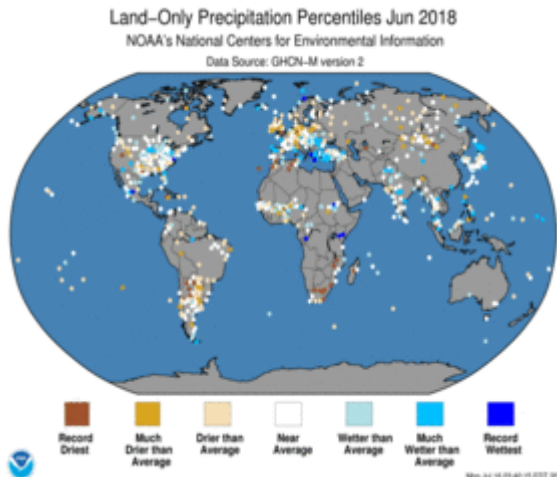 Land-Only Precipitation Percentiles Jun 2018
NOAA's National Centers for Environmental Information
Data Source: GHCN-M version 2
Record Driest
Much Drier than Average
Drier than Average
Near Average
Wetter than Average
Much Wetter than Average
Record Wettest